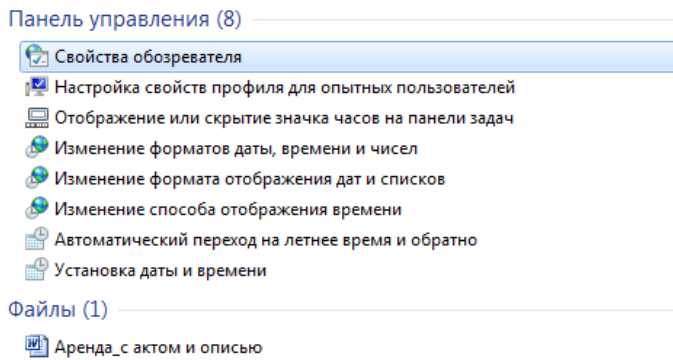 Панель управления (8)
Свойства обозревателя
Настройка свойств профиля для опытных пользователей
Отображение или скрытие значка часов на панели задач
Изменение форматов даты, времени и чисел
Изменение формата отображения дат и списков
Изменение способа отображения времени
Автоматический переход на летнее время и обратно
Установка даты и времени
Файлы (1)
Аренда_с актом и описью